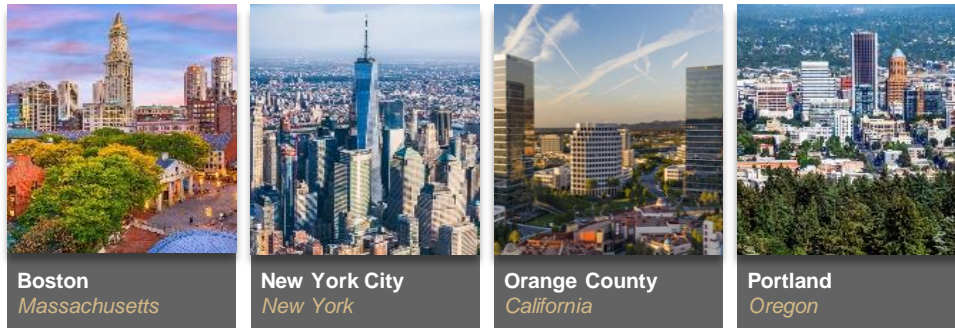 Boston
Massachusetts
New York City
New York
Orange County
California
Portland
Oregon